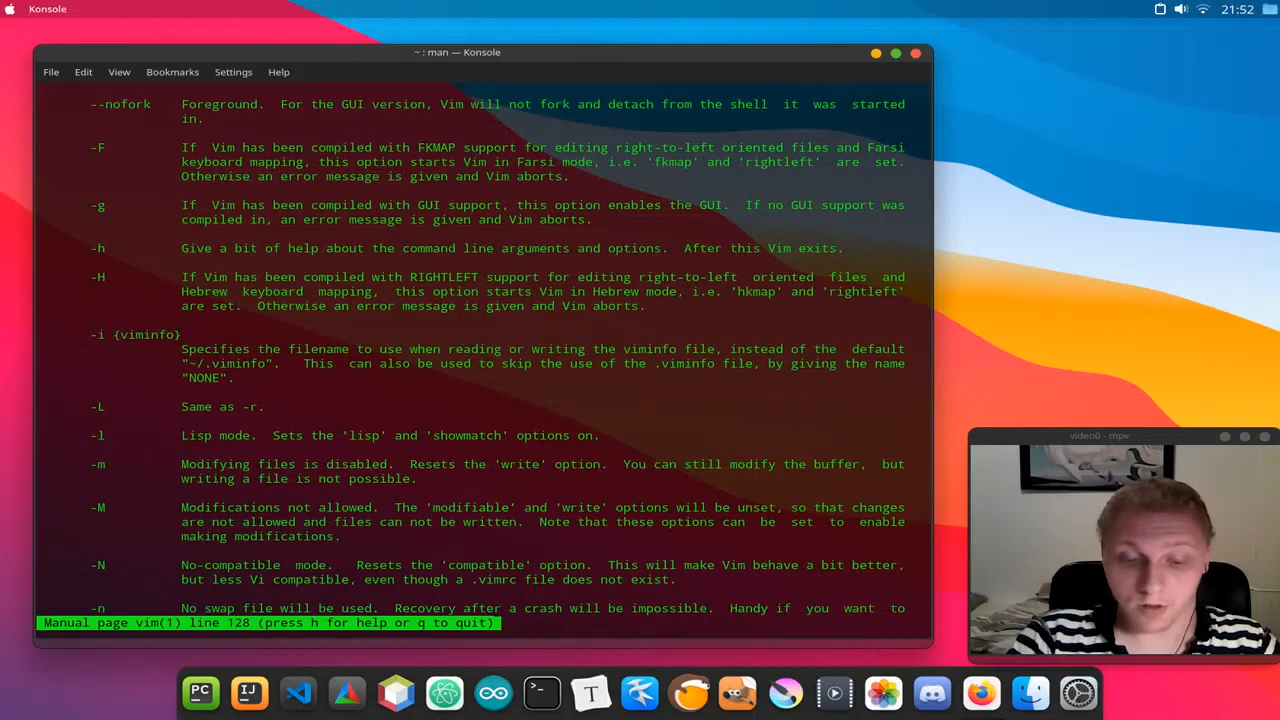 Konsole
21:52
~ : man — Konsole
File Edit View Bookmarks Settings Help
--nofork Foreground. For the GUI version, Vim will not fork and detach from the shell it was started
in.
-F If Vim has been compiled with FKMAP support for editing right-to-left oriented files and Farsi
keyboard mapping, this option starts Vim in Farsi mode, i.e. 'fkmap' and 'rightleft' are set.
Otherwise an error message is given and Vim aborts.
-g If Vim has been compiled with GUI support, this option enables the GUI. If no GUI support was
compiled in, an error message is given and Vim aborts.
-h Give a bit of help about the command line arguments and options. After this Vim exits.
-H If Vim has been compiled with RIGHTLEFT support for editing right-to-left oriented files and
Hebrew keyboard mapping, this option starts Vim in Hebrew mode, i.e. 'hkmap' and 'rightleft'
are set. Otherwise an error message is given and Vim aborts.
-i {viminfo}
Specifies the filename to use when reading or writing the viminfo file, instead of the default
"~/.viminfo". This can also be used to skip the use of the .viminfo file, by giving the name
"NONE".
-L Same as -r.
-l Lisp mode. Sets the 'lisp' and 'showmatch' options on.
-m Modifying files is disabled. Resets the 'write' option. You can still modify the buffer, but
writing a file is not possible.
-M Modifications not allowed. The 'modifiable' and 'write' options will be unset, so that changes
are not allowed and files can not be written. Note that these options can be set to enable
making modifications.
-N No-compatible mode. Resets the 'compatible' option. This will make Vim behave a bit better,
but less Vi compatible, even though a .vimrc file does not exist.
-n No swap file will be used. Recovery after a crash will be impossible. Handy if you want to
Manual page vim(1) line 128 (press h for help or q to quit)
video0 - mpv
PC
IJ
>_
T